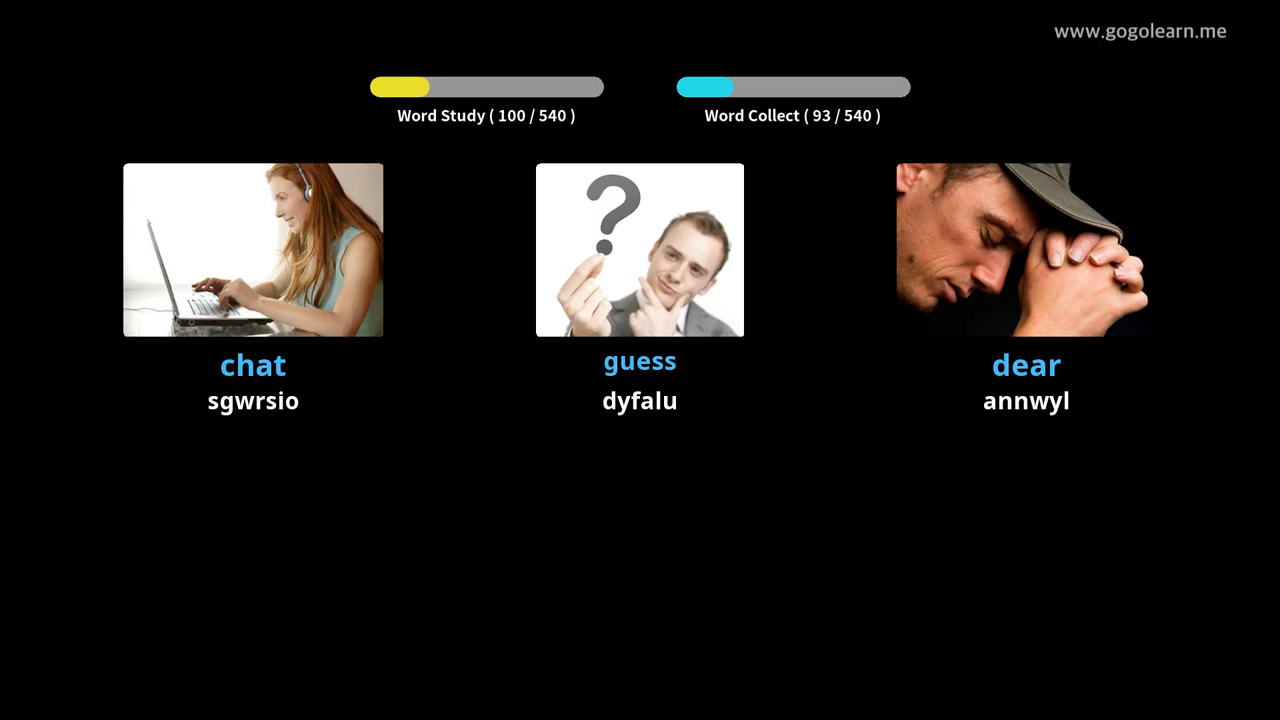 www.gogolearn.me
Word Study ( 100 / 540 )
Word Collect ( 93 / 540 )
chat
sgwrsio
guess
dyfalu
dear
annwyl